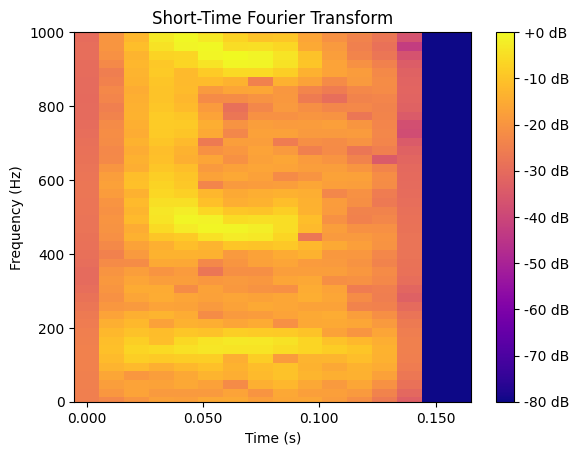 Short-Time Fourier Transform
1000
800
600
400
200
0
Frequency (Hz)
0.000
0.050
0.100
0.150
Time (s)
+0 dB
-10 dB
-20 dB
-30 dB
-40 dB
-50 dB
-60 dB
-70 dB
-80 dB